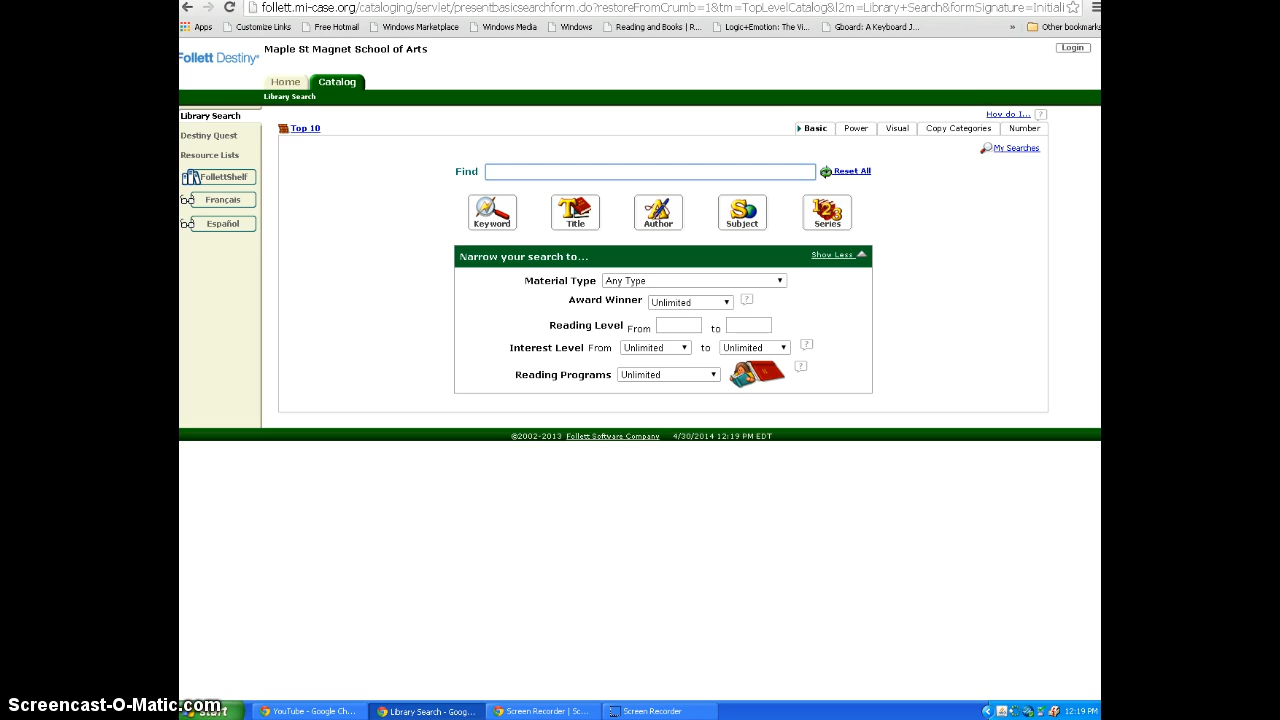 follett.mi-case.org/cataloging/servlet/presentbasicsearchform.do?restoreFromCrumb=1&tm=TopLevelCatalog&l2m=Library+Search&formSignature=Initiali
Apps Customize Links Free Hotmail Windows Marketplace Windows Media Windows Reading and Books | R... Logic+Emotion: The Vi... Gboard: A Keyboard J... » Other bookmarks
Follett Destiny Maple St Magnet School of Arts Login
Home Catalog
Library Search
Library Search How do I... ?
Top 10 Basic Power Visual Copy Categories Number
Destiny Quest
My Searches
Resource Lists
Find Reset All
FollettShelf
Français
Español
Keyword Title Author Subject Series
Narrow your search to... Show Less
Material Type Any Type
Award Winner Unlimited ?
Reading Level From to
Interest Level From Unlimited to Unlimited ?
Reading Programs Unlimited ?
©2002-2013 Follett Software Company 4/30/2014 12:19 PM EDT
Screencast-O-Matic.com
start YouTube - Google Ch... Library Search - Goog... Screen Recorder | Sc... Screen Recorder 12:19 PM